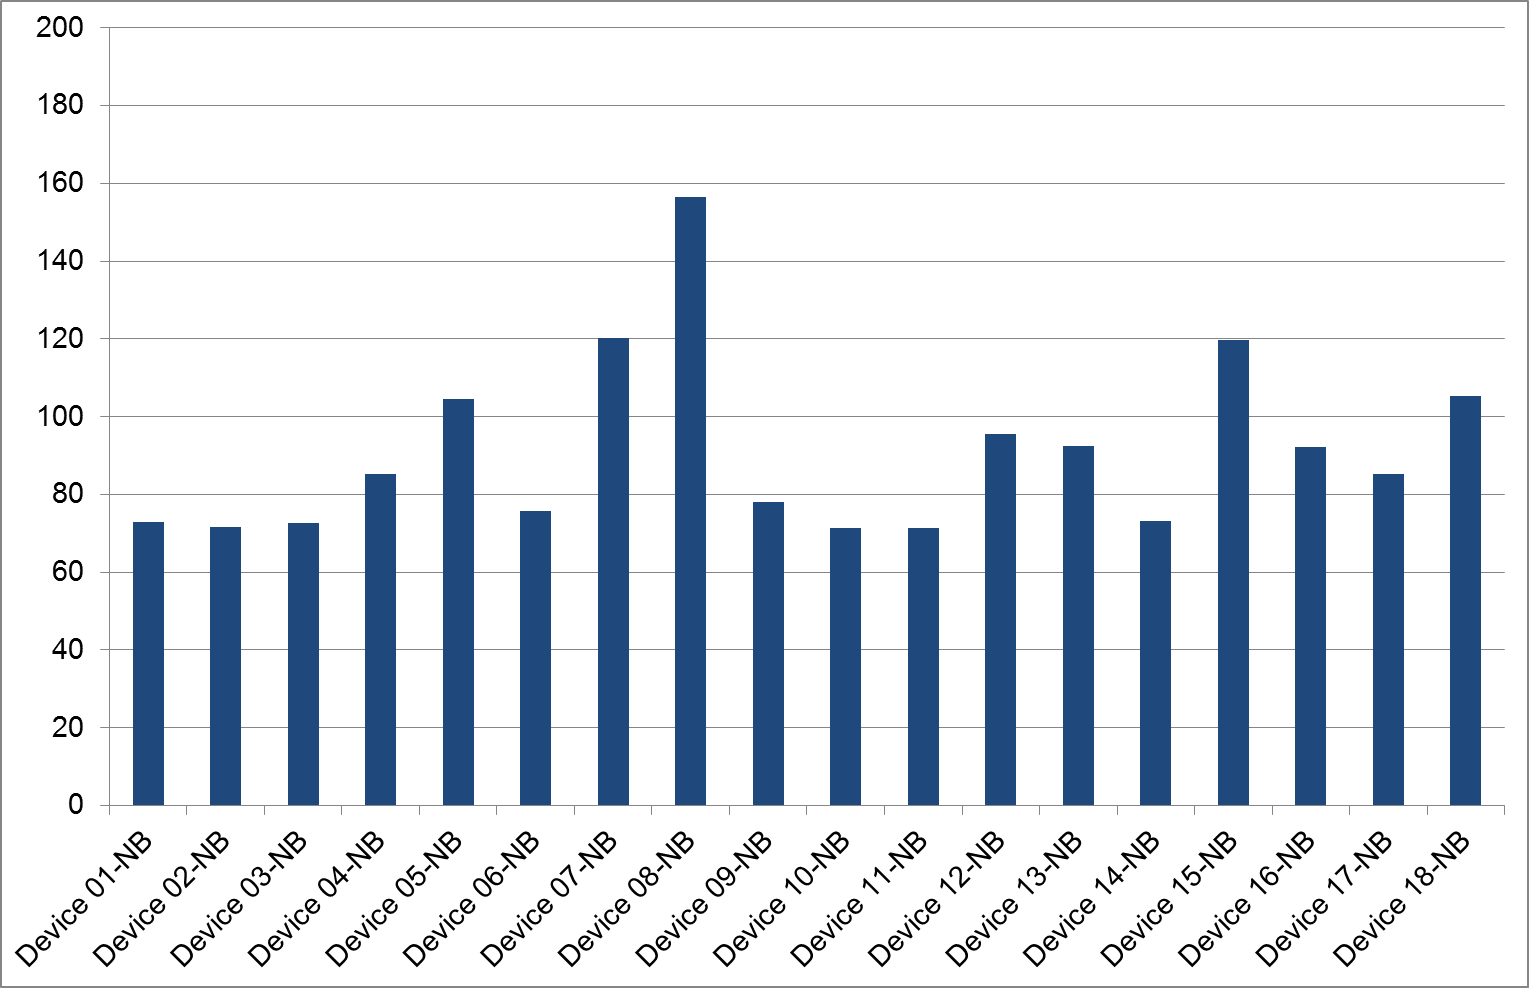 200
180
160
140
120
100
80
60
40
20
0
Device 01-NB
Device 02-NB
Device 03-NB
Device 04-NB
Device 05-NB
Device 06-NB
Device 07-NB
Device 08-NB
Device 09-NB
Device 10-NB
Device 11-NB
Device 12-NB
Device 13-NB
Device 14-NB
Device 15-NB
Device 16-NB
Device 17-NB
Device 18-NB